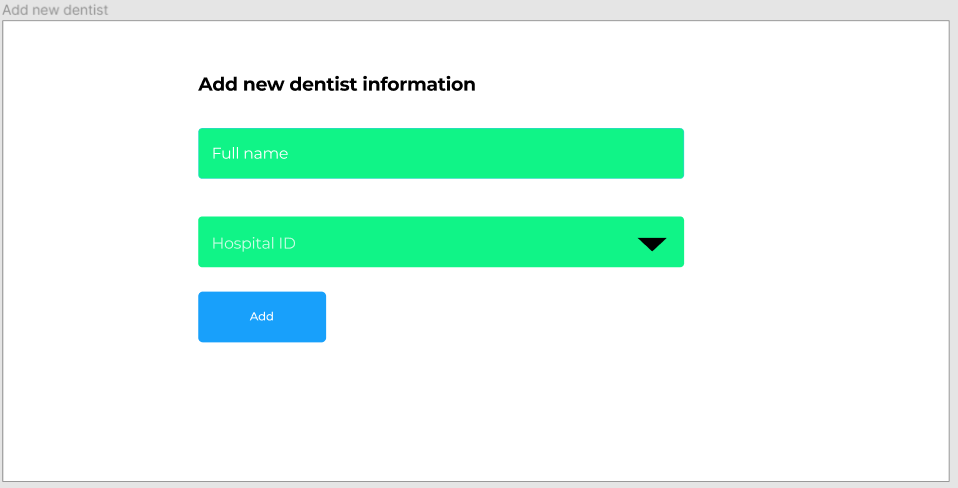 Add new dentist
Add new dentist information
Full name
Hospital ID
Add